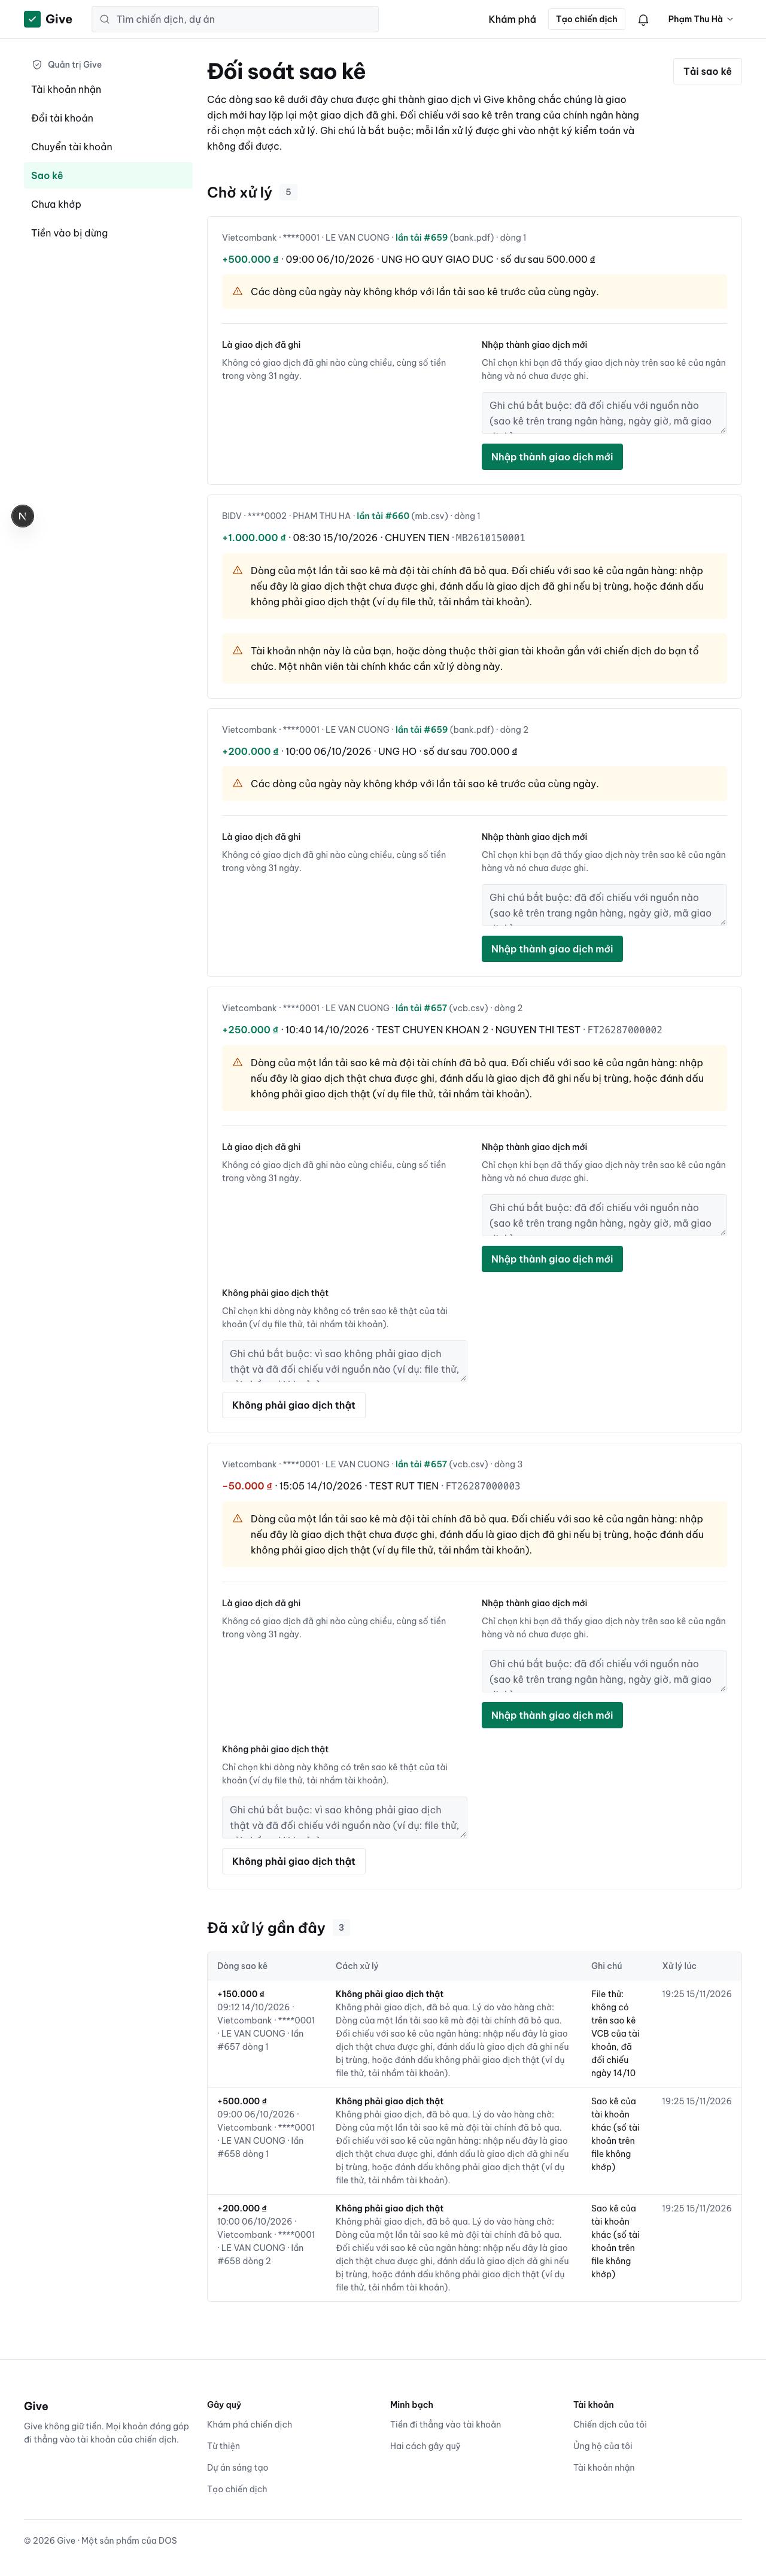 Give
Tìm chiến dịch, dự án
Khám phá
Tạo chiến dịch
Phạm Thu Hà
Quản trị Give
Tài khoản nhận
Đổi tài khoản
Chuyển tài khoản
Sao kê
Chưa khớp
Tiền vào bị dừng
Đối soát sao kê
Tải sao kê
Các dòng sao kê dưới đây chưa được ghi thành giao dịch vì Give không chắc chúng là giao
dịch mới hay lặp lại một giao dịch đã ghi. Đối chiếu với sao kê trên trang của chính ngân hàng
rồi chọn một cách xử lý. Ghi chú là bắt buộc; mỗi lần xử lý được ghi vào nhật ký kiểm toán và
không đổi được.
Chờ xử lý 5
Vietcombank · ****0001 · LE VAN CUONG · lần tải #659 (bank.pdf) · dòng 1
+500.000 ₫ · 09:00 06/10/2026 · UNG HO QUY GIAO DUC · số dư sau 500.000 ₫
Các dòng của ngày này không khớp với lần tải sao kê trước của cùng ngày.
Là giao dịch đã ghi
Không có giao dịch đã ghi nào cùng chiều, cùng số tiền
trong vòng 31 ngày.
Nhập thành giao dịch mới
Chỉ chọn khi bạn đã thấy giao dịch này trên sao kê của ngân
hàng và nó chưa được ghi.
Ghi chú bắt buộc: đã đối chiếu với nguồn nào
(sao kê trên trang ngân hàng, ngày giờ, mã giao
Nhập thành giao dịch mới
BIDV · ****0002 · PHAM THU HA · lần tải #660 (mb.csv) · dòng 1
+1.000.000 ₫ · 08:30 15/10/2026 · CHUYEN TIEN · MB2610150001
Dòng của một lần tải sao kê mà đội tài chính đã bỏ qua. Đối chiếu với sao kê của ngân hàng: nhập
nếu đây là giao dịch thật chưa được ghi, đánh dấu là giao dịch đã ghi nếu bị trùng, hoặc đánh dấu
không phải giao dịch thật (ví dụ file thử, tải nhầm tài khoản).
Tài khoản nhận này là của bạn, hoặc dòng thuộc thời gian tài khoản gắn với chiến dịch do bạn tổ
chức. Một nhân viên tài chính khác cần xử lý dòng này.
Vietcombank · ****0001 · LE VAN CUONG · lần tải #659 (bank.pdf) · dòng 2
+200.000 ₫ · 10:00 06/10/2026 · UNG HO · số dư sau 700.000 ₫
Các dòng của ngày này không khớp với lần tải sao kê trước của cùng ngày.
Là giao dịch đã ghi
Không có giao dịch đã ghi nào cùng chiều, cùng số tiền
trong vòng 31 ngày.
Nhập thành giao dịch mới
Chỉ chọn khi bạn đã thấy giao dịch này trên sao kê của ngân
hàng và nó chưa được ghi.
Ghi chú bắt buộc: đã đối chiếu với nguồn nào
(sao kê trên trang ngân hàng, ngày giờ, mã giao
Nhập thành giao dịch mới
Vietcombank · ****0001 · LE VAN CUONG · lần tải #657 (vcb.csv) · dòng 2
+250.000 ₫ · 10:40 14/10/2026 · TEST CHUYEN KHOAN 2 · NGUYEN THI TEST · FT26287000002
Dòng của một lần tải sao kê mà đội tài chính đã bỏ qua. Đối chiếu với sao kê của ngân hàng: nhập
nếu đây là giao dịch thật chưa được ghi, đánh dấu là giao dịch đã ghi nếu bị trùng, hoặc đánh dấu
không phải giao dịch thật (ví dụ file thử, tải nhầm tài khoản).
Là giao dịch đã ghi
Không có giao dịch đã ghi nào cùng chiều, cùng số tiền
trong vòng 31 ngày.
Nhập thành giao dịch mới
Chỉ chọn khi bạn đã thấy giao dịch này trên sao kê của ngân
hàng và nó chưa được ghi.
Ghi chú bắt buộc: đã đối chiếu với nguồn nào
(sao kê trên trang ngân hàng, ngày giờ, mã giao
Nhập thành giao dịch mới
Không phải giao dịch thật
Chỉ chọn khi dòng này không có trên sao kê thật của tài
khoản (ví dụ file thử, tải nhầm tài khoản).
Ghi chú bắt buộc: vì sao không phải giao dịch
thật và đã đối chiếu với nguồn nào (ví dụ: file thử,
Không phải giao dịch thật
Vietcombank · ****0001 · LE VAN CUONG · lần tải #657 (vcb.csv) · dòng 3
-50.000 ₫ · 15:05 14/10/2026 · TEST RUT TIEN · FT26287000003
Dòng của một lần tải sao kê mà đội tài chính đã bỏ qua. Đối chiếu với sao kê của ngân hàng: nhập
nếu đây là giao dịch thật chưa được ghi, đánh dấu là giao dịch đã ghi nếu bị trùng, hoặc đánh dấu
không phải giao dịch thật (ví dụ file thử, tải nhầm tài khoản).
Là giao dịch đã ghi
Không có giao dịch đã ghi nào cùng chiều, cùng số tiền
trong vòng 31 ngày.
Nhập thành giao dịch mới
Chỉ chọn khi bạn đã thấy giao dịch này trên sao kê của ngân
hàng và nó chưa được ghi.
Ghi chú bắt buộc: đã đối chiếu với nguồn nào
(sao kê trên trang ngân hàng, ngày giờ, mã giao
Nhập thành giao dịch mới
Không phải giao dịch thật
Chỉ chọn khi dòng này không có trên sao kê thật của tài
khoản (ví dụ file thử, tải nhầm tài khoản).
Ghi chú bắt buộc: vì sao không phải giao dịch
thật và đã đối chiếu với nguồn nào (ví dụ: file thử,
Không phải giao dịch thật
Đã xử lý gần đây 3
Dòng sao kê
Cách xử lý
Ghi chú
Xử lý lúc
+150.000 ₫
09:12 14/10/2026 ·
Vietcombank · ****0001
· LE VAN CUONG · lần
#657 dòng 1
Không phải giao dịch thật
Không phải giao dịch, đã bỏ qua. Lý do vào hàng chờ:
Dòng của một lần tải sao kê mà đội tài chính đã bỏ qua.
Đối chiếu với sao kê của ngân hàng: nhập nếu đây là giao
dịch thật chưa được ghi, đánh dấu là giao dịch đã ghi nếu
bị trùng, hoặc đánh dấu không phải giao dịch thật (ví dụ
file thử, tải nhầm tài khoản).
File thử:
không có
trên sao kê
VCB của tài
khoản, đã
đối chiếu
ngày 14/10
19:25 15/11/2026
+500.000 ₫
09:00 06/10/2026 ·
Vietcombank · ****0001
· LE VAN CUONG · lần
#658 dòng 1
Không phải giao dịch thật
Không phải giao dịch, đã bỏ qua. Lý do vào hàng chờ:
Dòng của một lần tải sao kê mà đội tài chính đã bỏ qua.
Đối chiếu với sao kê của ngân hàng: nhập nếu đây là giao
dịch thật chưa được ghi, đánh dấu là giao dịch đã ghi nếu
bị trùng, hoặc đánh dấu không phải giao dịch thật (ví dụ
file thử, tải nhầm tài khoản).
Sao kê của
tài khoản
khác (số tài
khoản trên
file không
khớp)
19:25 15/11/2026
+200.000 ₫
10:00 06/10/2026 ·
Vietcombank · ****0001
· LE VAN CUONG · lần
#658 dòng 2
Không phải giao dịch thật
Không phải giao dịch, đã bỏ qua. Lý do vào hàng chờ:
Dòng của một lần tải sao kê mà đội tài chính đã bỏ qua.
Đối chiếu với sao kê của ngân hàng: nhập nếu đây là giao
dịch thật chưa được ghi, đánh dấu là giao dịch đã ghi nếu
bị trùng, hoặc đánh dấu không phải giao dịch thật (ví dụ
file thử, tải nhầm tài khoản).
Sao kê của
tài khoản
khác (số tài
khoản trên
file không
khớp)
19:25 15/11/2026
Give
Give không giữ tiền. Mọi khoản đóng góp
đi thẳng vào tài khoản của chiến dịch.
Gây quỹ
Khám phá chiến dịch
Từ thiện
Dự án sáng tạo
Tạo chiến dịch
Minh bạch
Tiền đi thẳng vào tài khoản
Hai cách gây quỹ
Tài khoản
Chiến dịch của tôi
Ủng hộ của tôi
Tài khoản nhận
© 2026 Give · Một sản phẩm của DOS